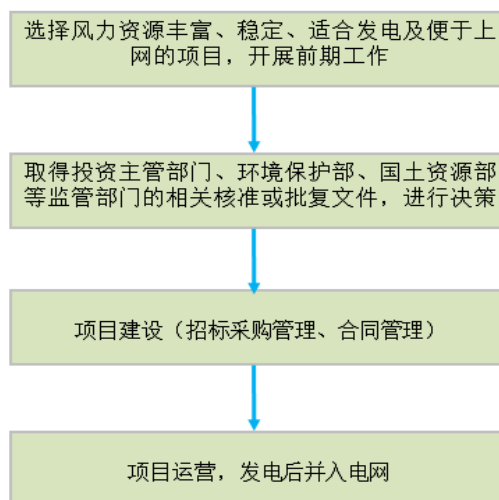 选择风力资源丰富、稳定、适合发电及便于上
网的项目，开展前期工作
取得投资主管部门、环境保护部、国土资源部
等监管部门的相关核准或批复文件，进行决策
项目建设（招标采购管理、合同管理）
项目运营，发电后并入电网